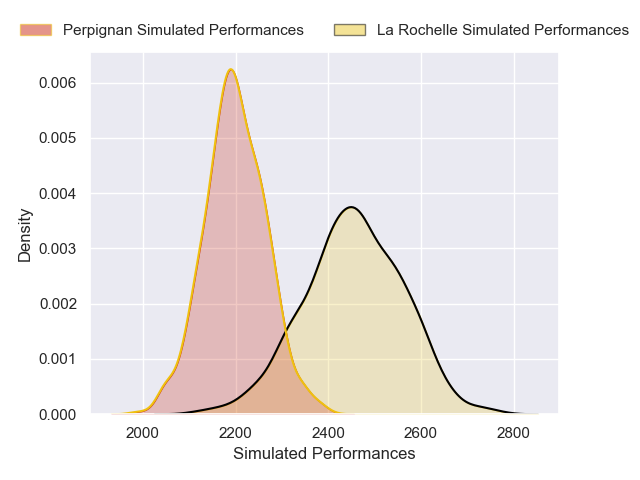 Perpignan Simulated Performances La Rochelle Simulated Performances
0.006
0.005
0.004
0.003
0.002
0.001
0.000
Density
2000 2200 2400 2600 2800
Simulated Performances